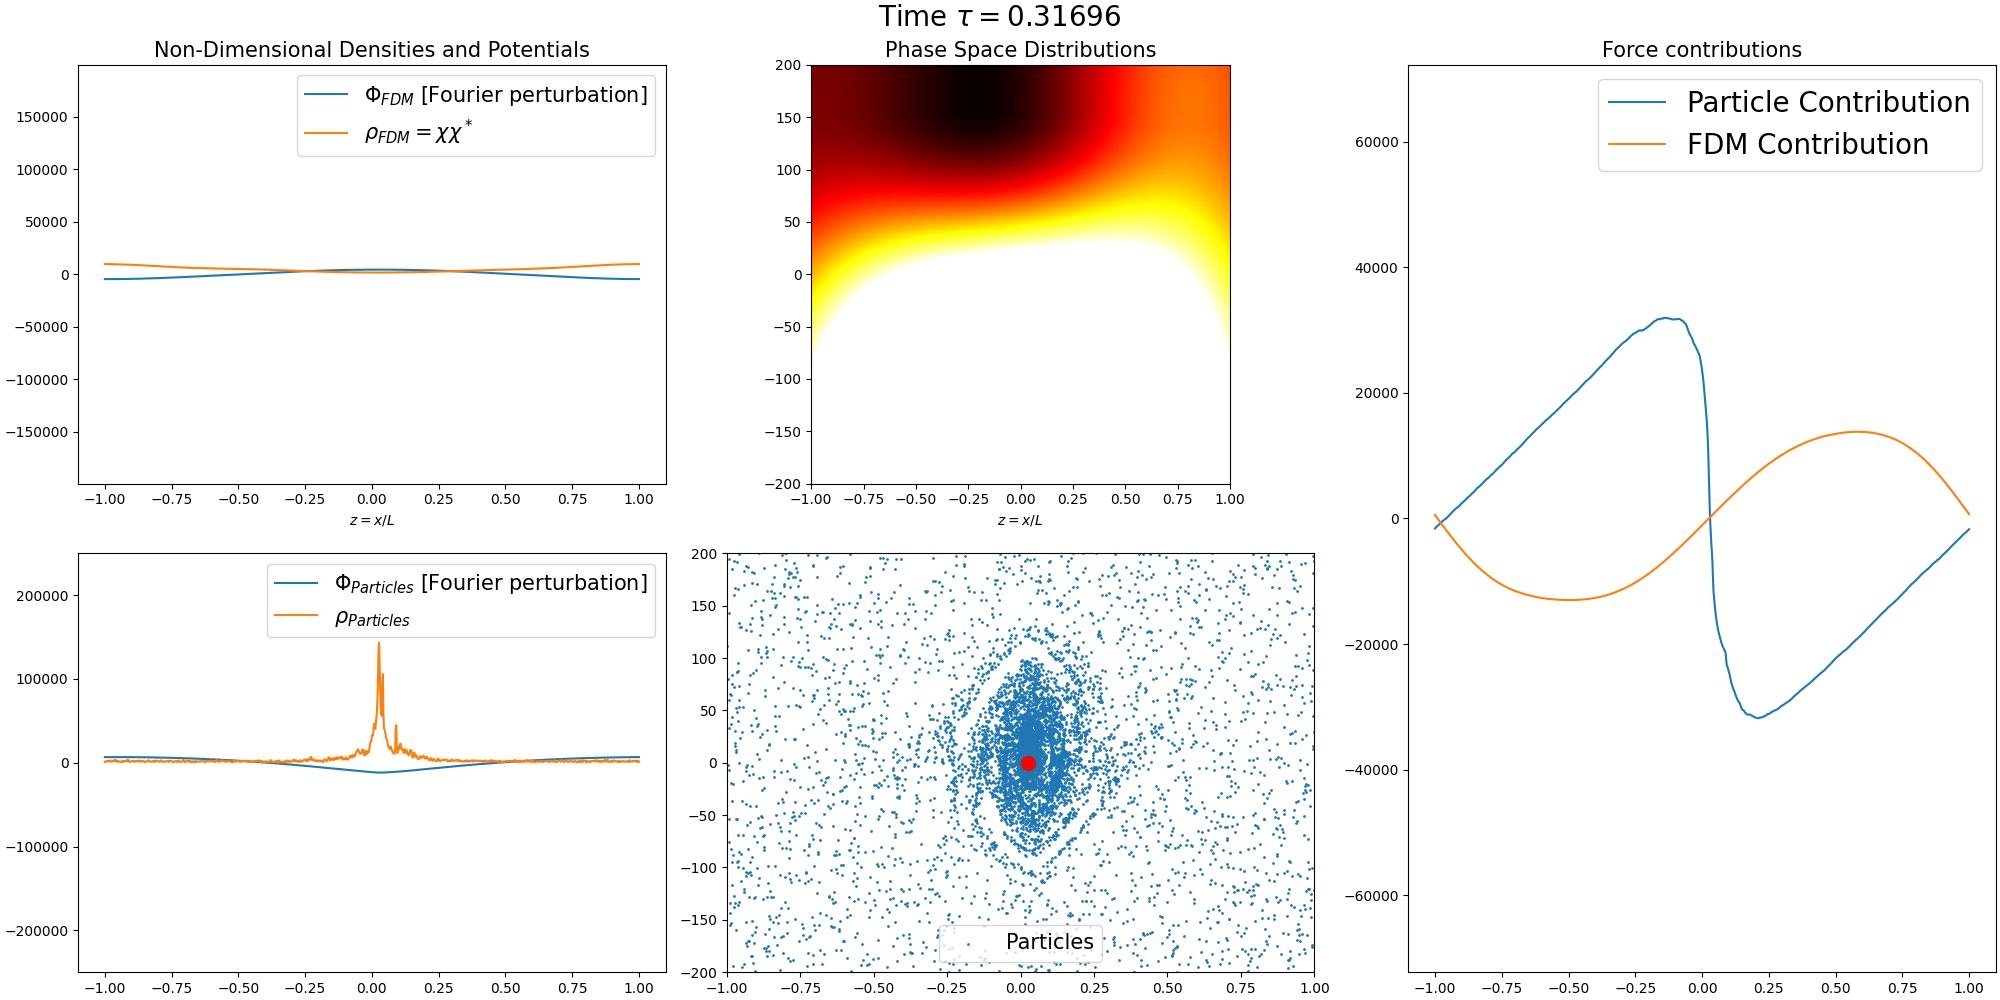 Time τ = 0.31696
Non-Dimensional Densities and Potentials
Φ_FDM [Fourier perturbation]
ρ_FDM = χχ*
150000
100000
50000
0
−50000
−100000
−150000
−1.00 −0.75 −0.50 −0.25 0.00 0.25 0.50 0.75 1.00
z = x/L
Phase Space Distributions
200
150
100
50
0
−50
−100
−150
−200
−1.00 −0.75 −0.50 −0.25 0.00 0.25 0.50 0.75 1.00
z = x/L
Force contributions
Particle Contribution
FDM Contribution
60000
40000
20000
0
−20000
−40000
−60000
−1.00 −0.75 −0.50 −0.25 0.00 0.25 0.50 0.75 1.00
Φ_Particles [Fourier perturbation]
ρ_Particles
200000
100000
0
−100000
−200000
−1.00 −0.75 −0.50 −0.25 0.00 0.25 0.50 0.75 1.00
200
150
100
50
0
−50
−100
−150
−200
Particles
−1.00 −0.75 −0.50 −0.25 0.00 0.25 0.50 0.75 1.00